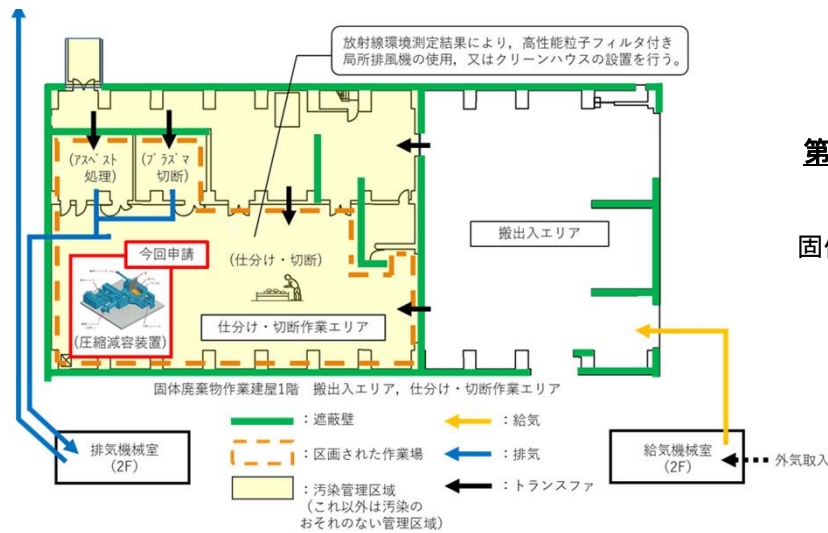 放射線環境測定結果により，高性能粒子フィルタ付き
局所排風機の使用，又はクリーンハウスの設置を行う。
第
固
(アスベスト
処理)
(プラズマ
切断)
搬出入エリア
今回申請
(仕分け・切断)
仕分け・切断作業エリア
(圧縮減容装置)
固体廃棄物作業建屋1階　搬出入エリア，仕分け・切断作業エリア
：遮蔽壁
：給気
排気機械室
(2F)
：区画された作業場
：排気
給気機械室
(2F)
外気取入
：汚染管理区域
(これ以外は汚染の
おそれのない管理区域)
：トランスファ